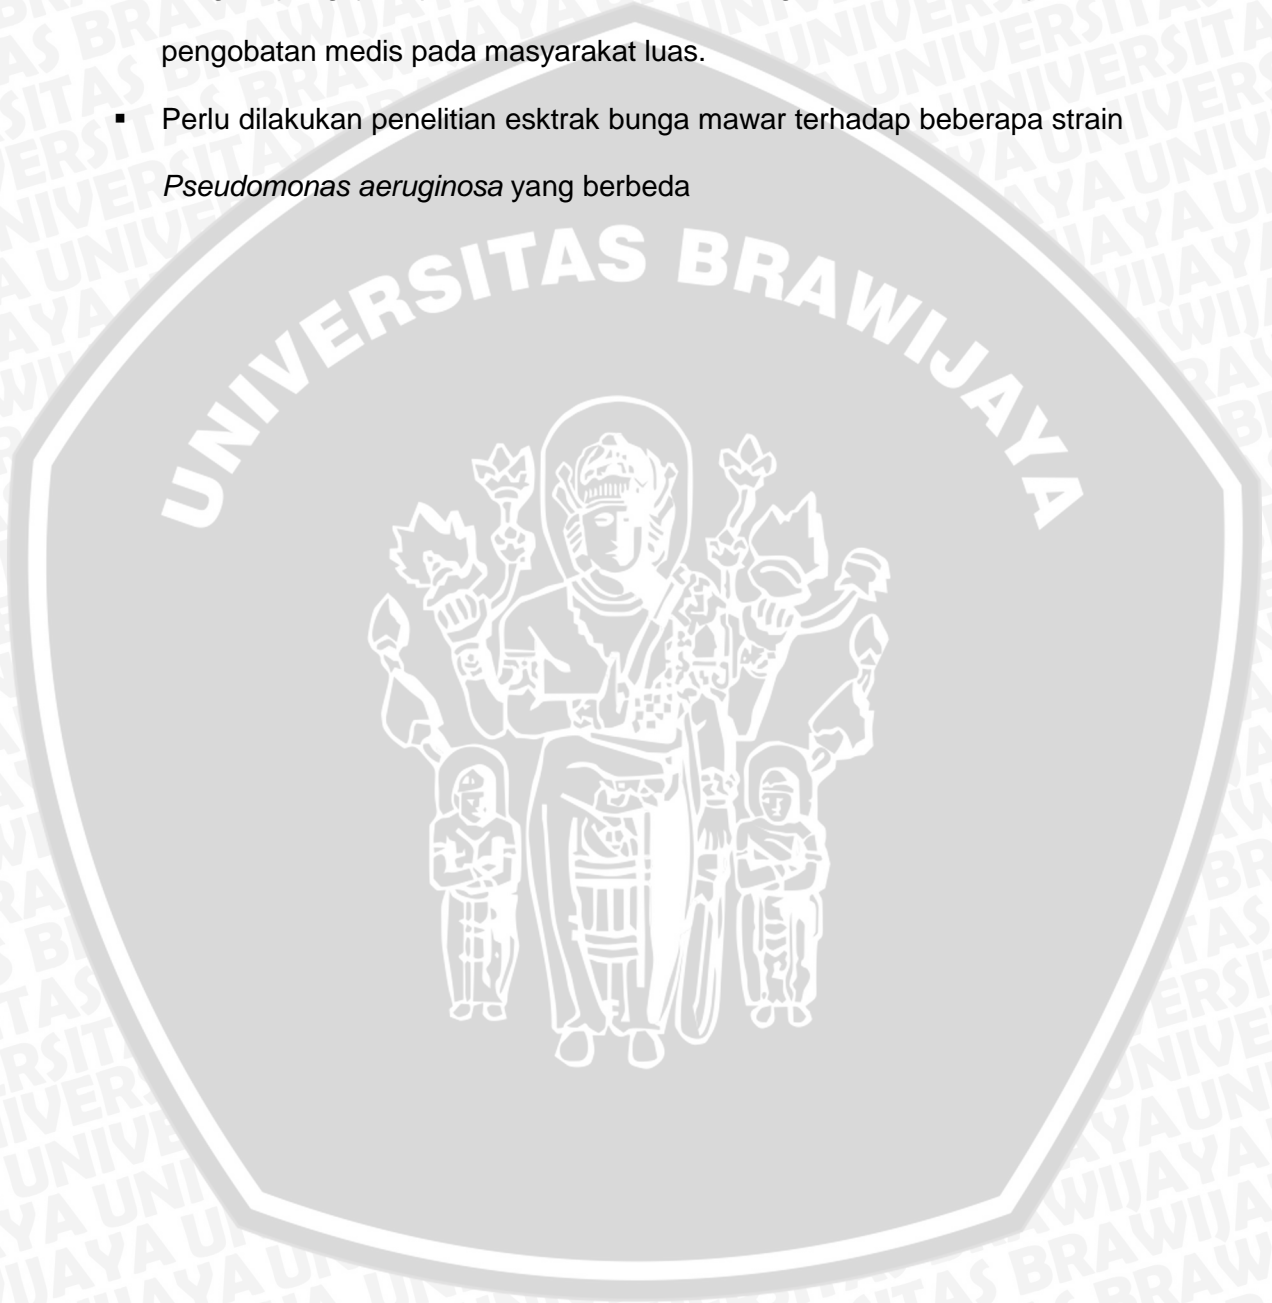 pengobatan medis pada masyarakat luas.
▪ Perlu dilakukan penelitian esktrak bunga mawar terhadap beberapa strain
Pseudomonas aeruginosa yang berbeda
UNIVERSITAS BRAWIJAYA